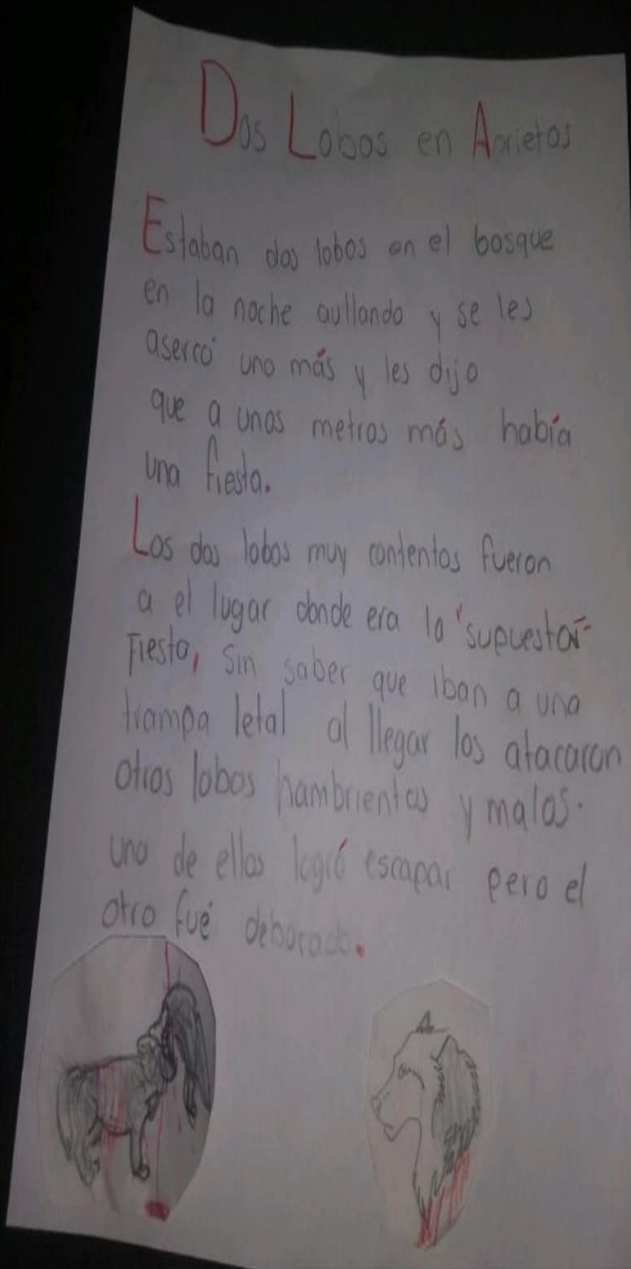 Dos Lobos en Aprietos
Estaban dos lobos en el bosque
en la noche aullando y se les
asercó uno más y les dijo
que a unos metros más había
una fiesta.
Los dos lobos muy contentos fueron
a el lugar donde era la "supuesta"
Fiesta, Sin saber que iban a una
trampa letal al llegar los atacaron
otros lobos hambrientos y malos.
uno de ellos logró escapar pero el
otro fué deborado.